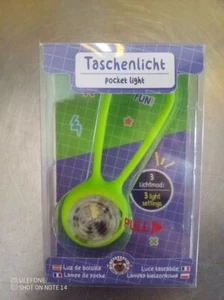 Taschenlicht
pocket light
FUN!
3
Lichtmodi
3 light
settings
PULL
Luz de bolsillo
Luce tascabile
Lampe de poche
ULEFONE
SHOT ON NOTE 14